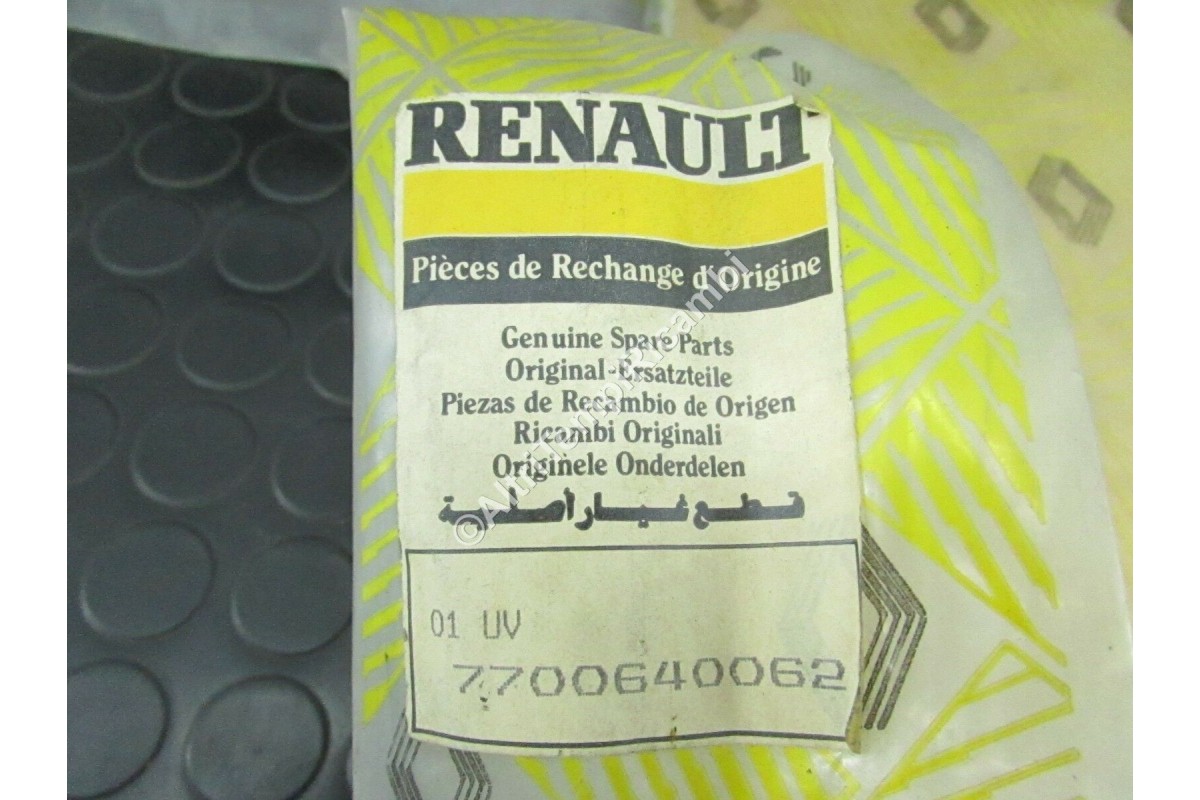 RENAULT
Pièces de Rechange d'Origine
Genuine Spare Parts
Original-Ersatzteile
Piezas de Recambio de Origen
Ricambi Originali
Originele Onderdelen
قطع غيار أصلية
01 UV
7700640062
©AltriTempiRicambi